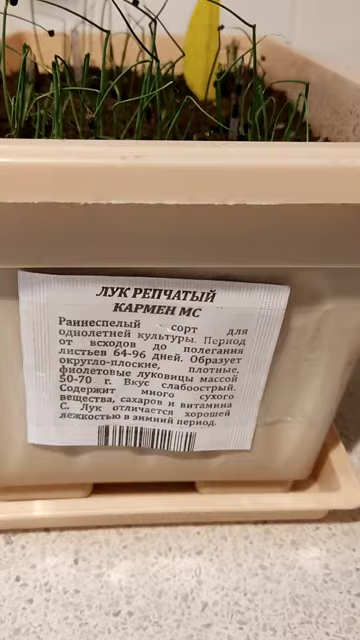 ЛУК РЕПЧАТЫЙ
КАРМЕН МС
Раннеспелый сорт для
однолетней культуры. Период
от всходов до полегания
листьев 64-96 дней. Образует
округло-плоские, плотные,
фиолетовые луковицы массой
50-70 г. Вкус слабоострый.
Содержит много сухого
вещества, сахаров и витамина
С. Лук отличается хорошей
лежкостью в зимний период.